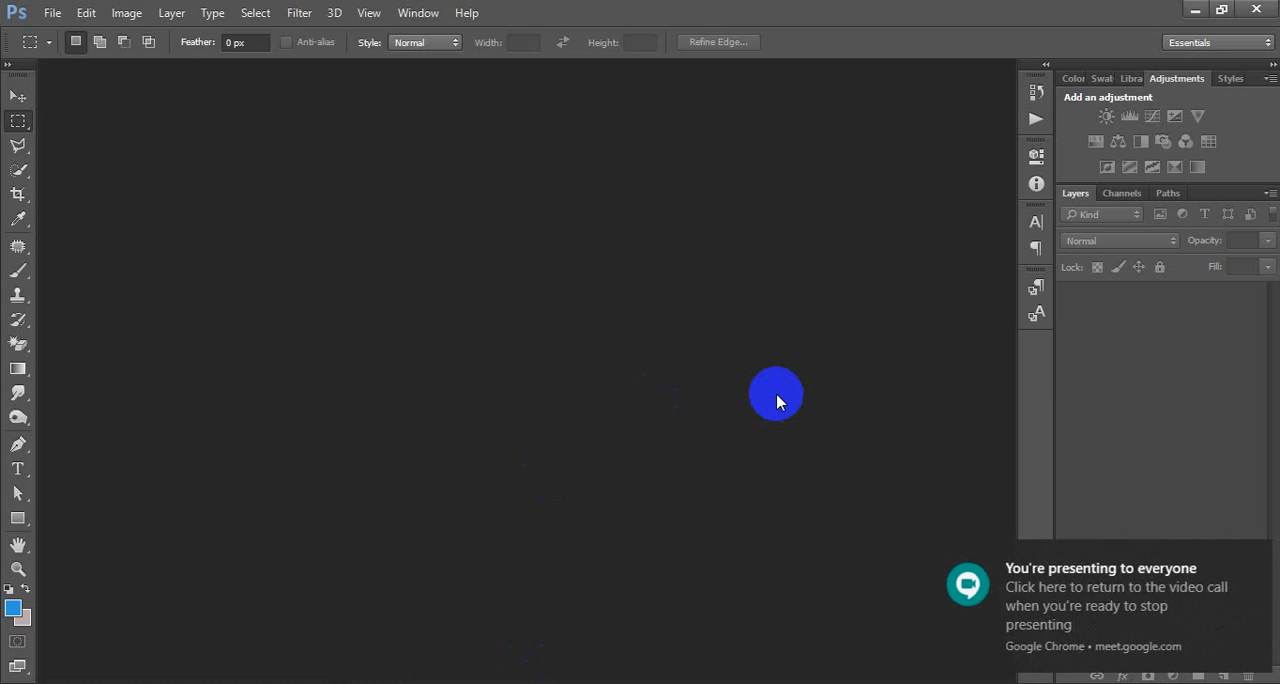 Ps File Edit Image Layer Type Select Filter 3D View Window Help
Feather: 0 px Anti-alias Style: Normal Width: Height: Refine Edge... Essentials
Color Swat Libra Adjustments Styles
Add an adjustment
Layers Channels Paths
Kind
Normal Opacity:
Lock: Fill:
You're presenting to everyone
Click here to return to the video call
when you're ready to stop
presenting
Google Chrome • meet.google.com